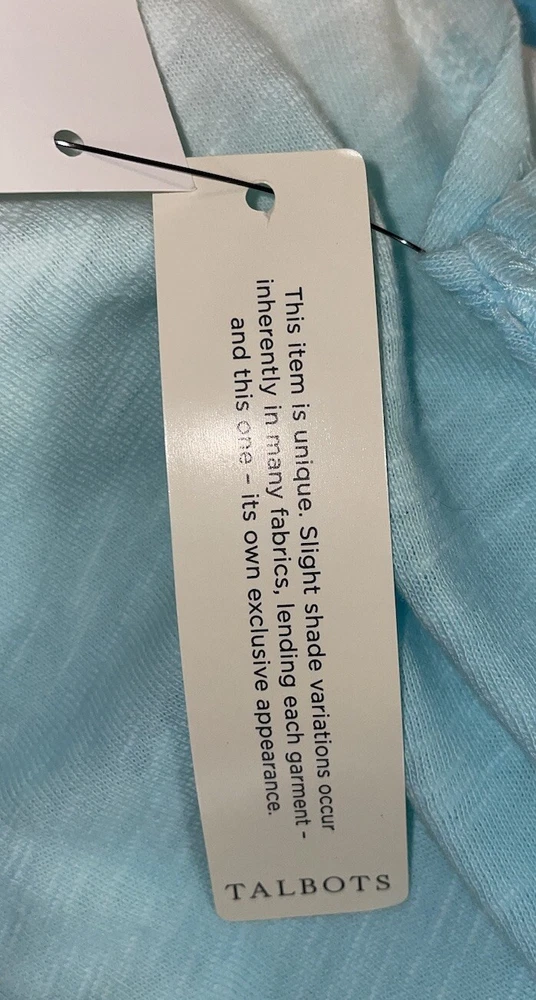 This item is unique. Slight shade variations occur
inherently in many fabrics, lending each garment -
and this one - its own exclusive appearance.
TALBOTS